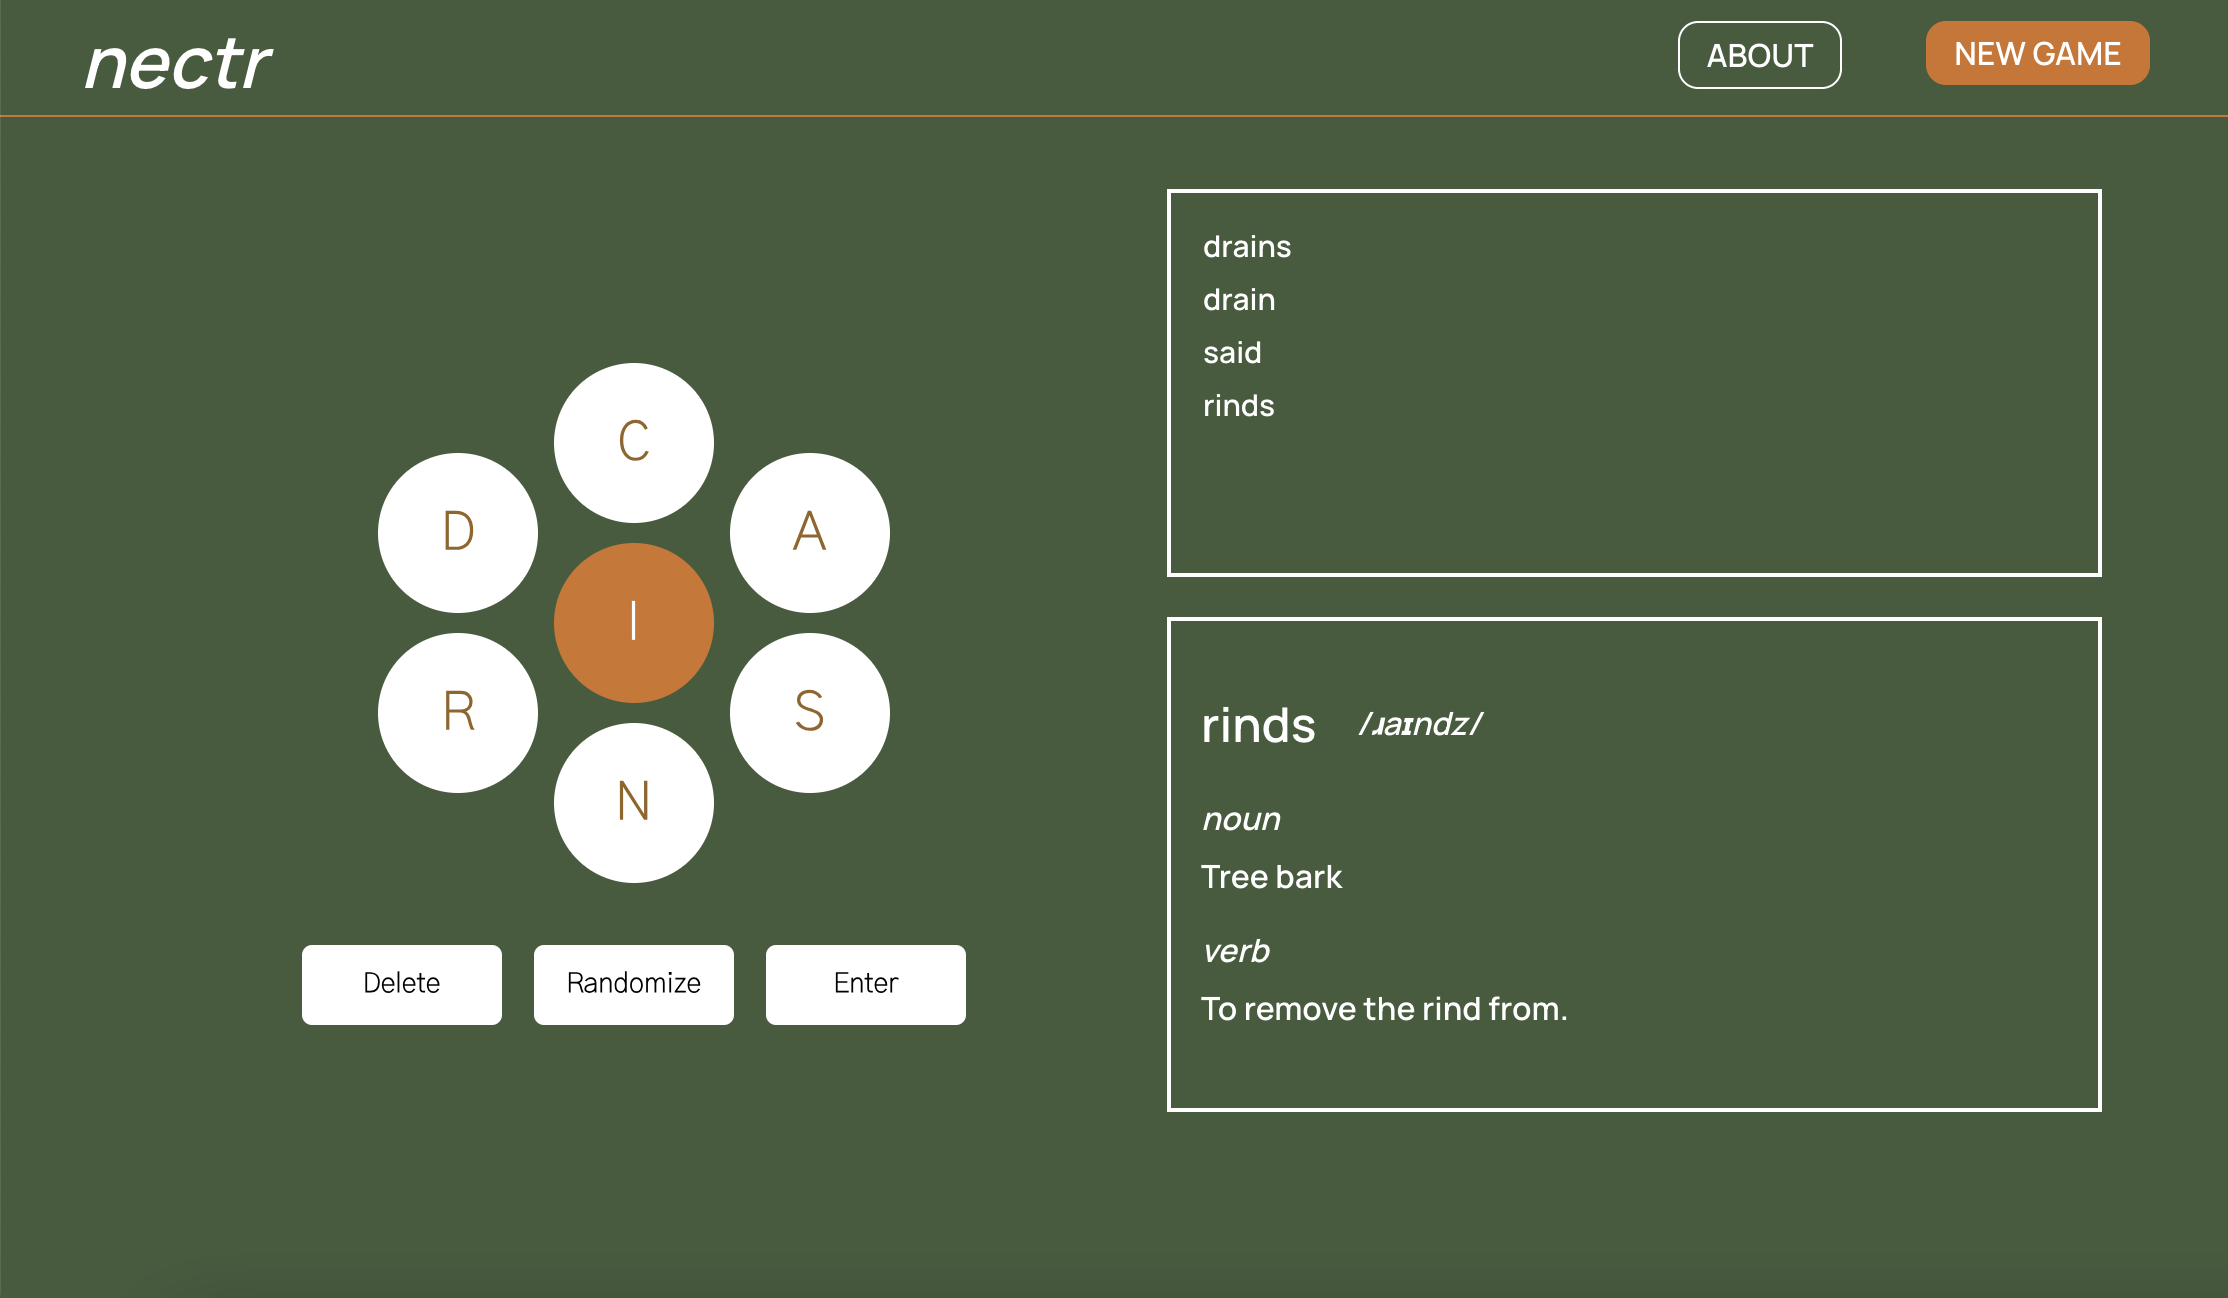 nectr
ABOUT
NEW GAME
C
D
A
I
R
S
N
Delete
Randomize
Enter
drains
drain
said
rinds
rinds /ɹaɪndz/
noun
Tree bark
verb
To remove the rind from.